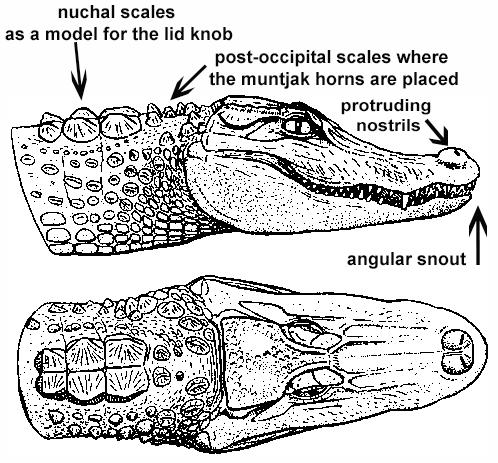 nuchal scales
as a model for the lid knob
post-occipital scales where
the muntjak horns are placed
protruding
nostrils
angular snout